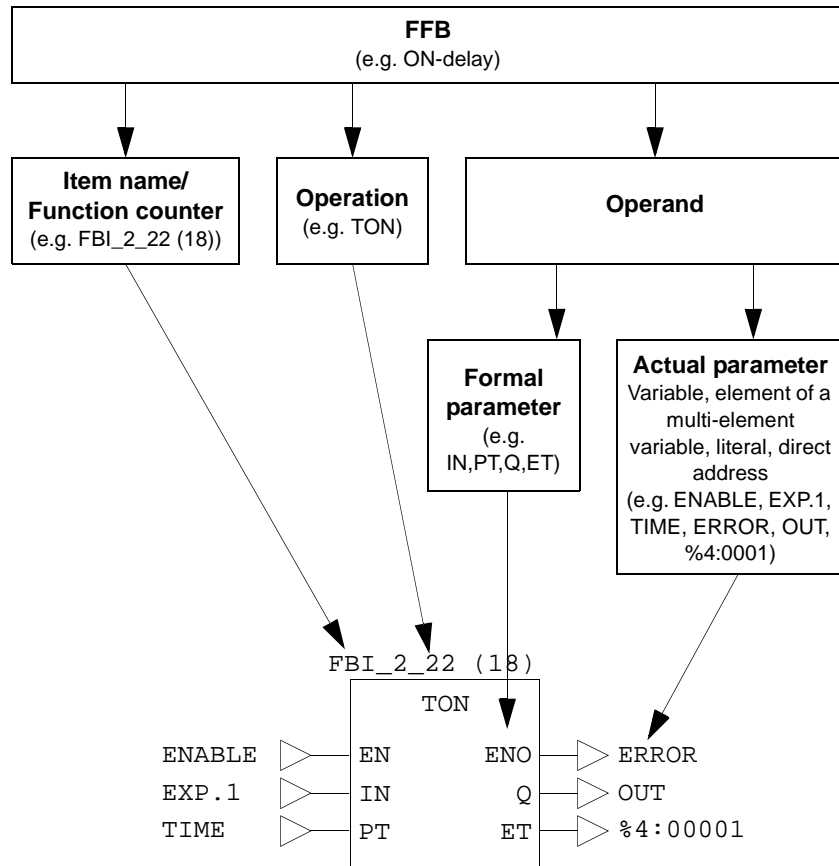 FFB
(e.g. ON-delay)
Item name/
Function counter
(e.g. FBI_2_22 (18))
Operation
(e.g. TON)
Operand
Formal
parameter
(e.g.
IN,PT,Q,ET)
Actual parameter
Variable, element of a
multi-element
variable, literal, direct
address
(e.g. ENABLE, EXP.1,
TIME, ERROR, OUT,
%4:0001)
FBI_2_22 (18)
TON
ENABLE EN ENO ERROR
EXP.1 IN Q OUT
TIME PT ET %4:00001